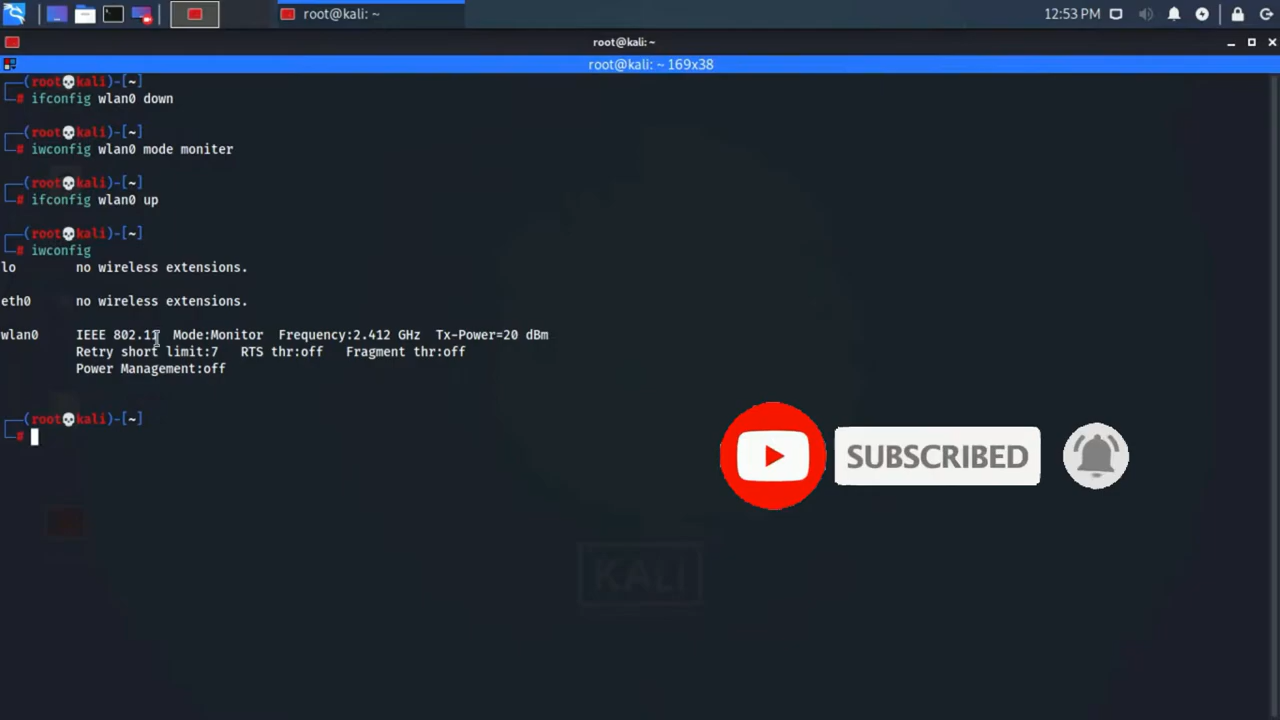 root@kali: ~
12:53 PM
root@kali:~
root@kali: ~ 169x38
(root💀kali)-[~]
# ifconfig wlan0 down
(root💀kali)-[~]
# iwconfig wlan0 mode moniter
(root💀kali)-[~]
# ifconfig wlan0 up
(root💀kali)-[~]
# iwconfig
lo no wireless extensions.
eth0 no wireless extensions.
wlan0 IEEE 802.11 Mode:Monitor Frequency:2.412 GHz Tx-Power=20 dBm
Retry short limit:7 RTS thr:off Fragment thr:off
Power Management:off
(root💀kali)-[~]
#
SUBSCRIBED
KALI